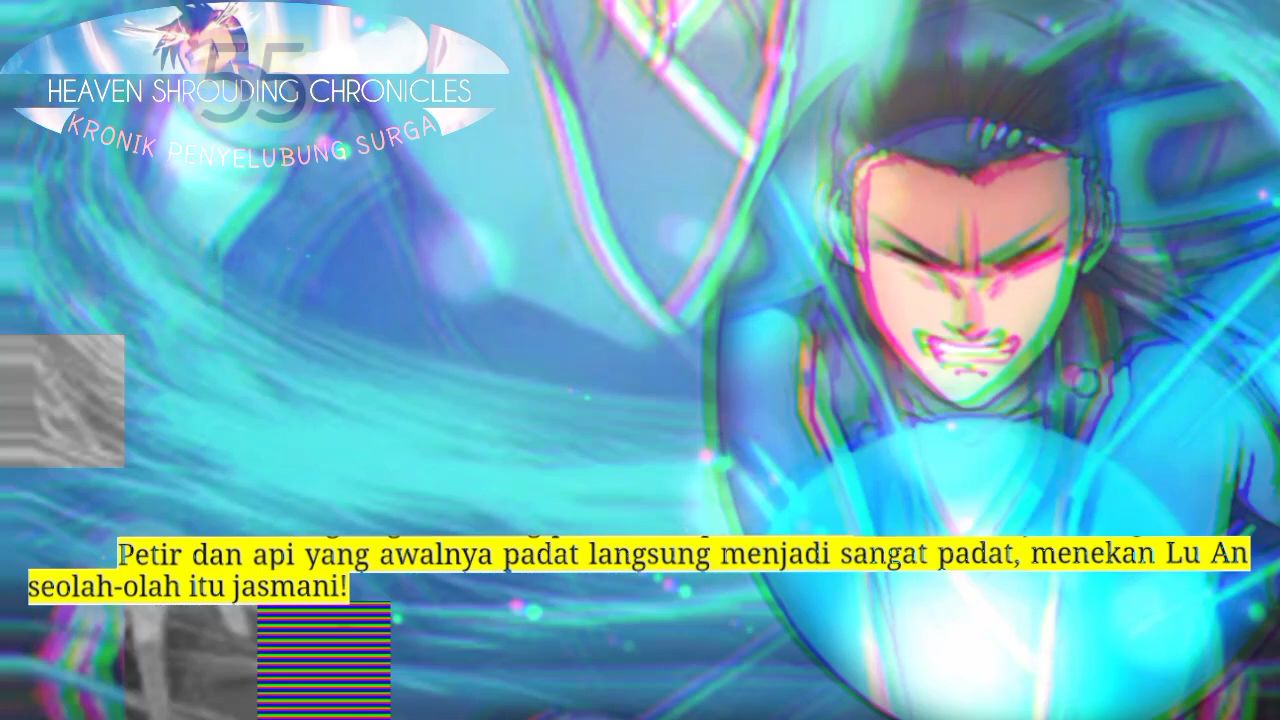 55
HEAVEN SHROUDING CHRONICLES
KRONIK PENYELUBUNG SURGA
Petir dan api yang awalnya padat langsung menjadi sangat padat, menekan Lu An
seolah-olah itu jasmani!